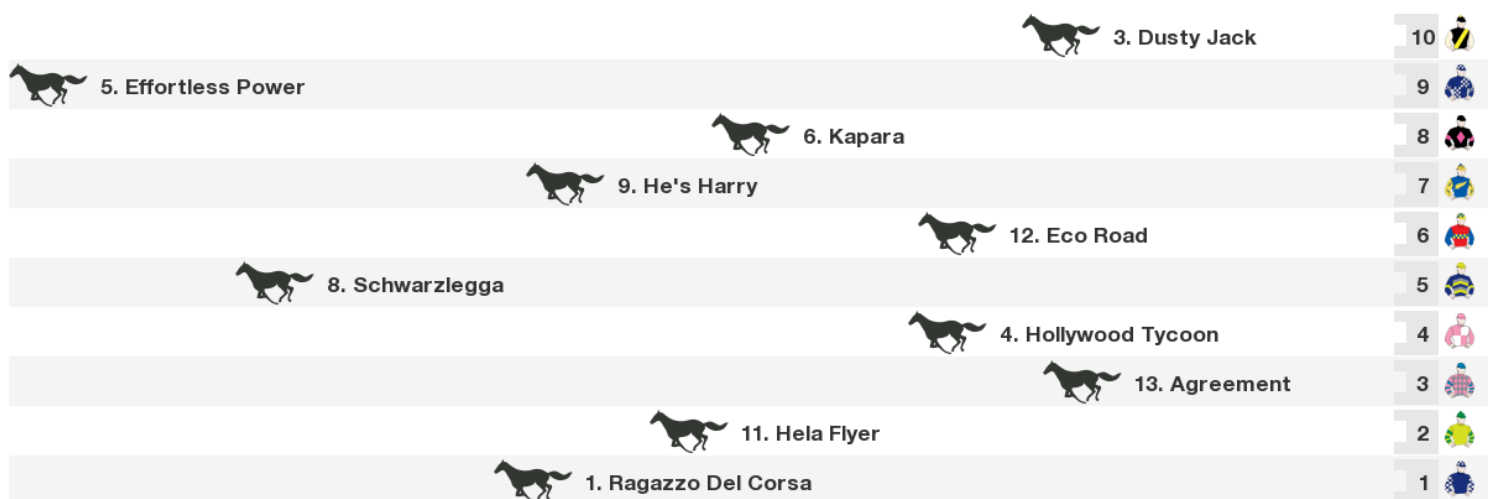 3. Dusty Jack 10
5. Effortless Power 9
6. Kapara 8
9. He's Harry 7
12. Eco Road 6
8. Schwarzlegga 5
4. Hollywood Tycoon 4
13. Agreement 3
11. Hela Flyer 2
1. Ragazzo Del Corsa 1